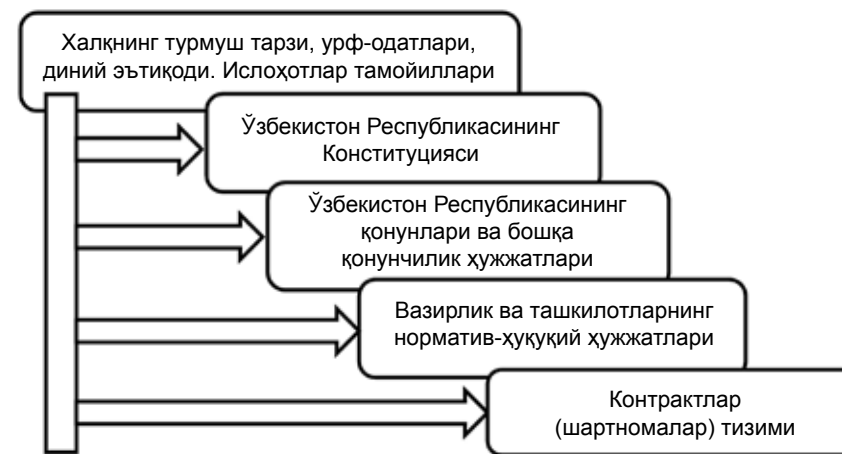 Халқнинг турмуш тарзи, урф-одатлари,
диний эътиқоди. Ислоҳотлар тамойиллари
Ўзбекистон Республикасининг
Конституцияси
Ўзбекистон Республикасининг
қонунлари ва бошқа
қонунчилик ҳужжатлари
Вазирлик ва ташкилотларнинг
норматив-ҳуқуқий ҳужжатлари
Контрактлар
(шартномалар) тизими